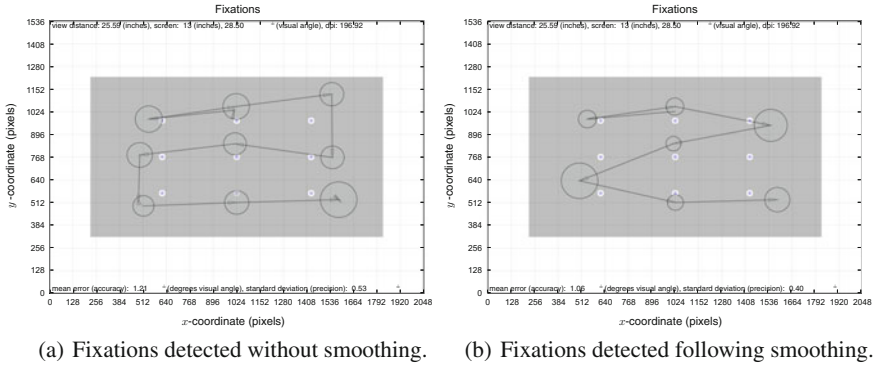 Fixations
view distance: 25.59 (inches), screen: 13 (inches), 28.50 ° (visual angle), dpi: 196.92
1536
1408
1280
1152
1024
896
768
640
512
384
256
128
0
y-coordinate (pixels)
mean error (accuracy): 1.21 ° (degrees visual angle), standard deviation (precision): 0.53 °
0 128 256 384 512 640 768 896 1024 1152 1280 1408 1536 1664 1792 1920 2048
x-coordinate (pixels)
(a) Fixations detected without smoothing.
Fixations
view distance: 25.59 (inches), screen: 13 (inches), 28.50 ° (visual angle), dpi: 196.92
1536
1408
1280
1152
1024
896
768
640
512
384
256
128
0
y-coordinate (pixels)
mean error (accuracy): 1.06 ° (degrees visual angle), standard deviation (precision): 0.40 °
0 128 256 384 512 640 768 896 1024 1152 1280 1408 1536 1664 1792 1920 2048
x-coordinate (pixels)
(b) Fixations detected following smoothing.